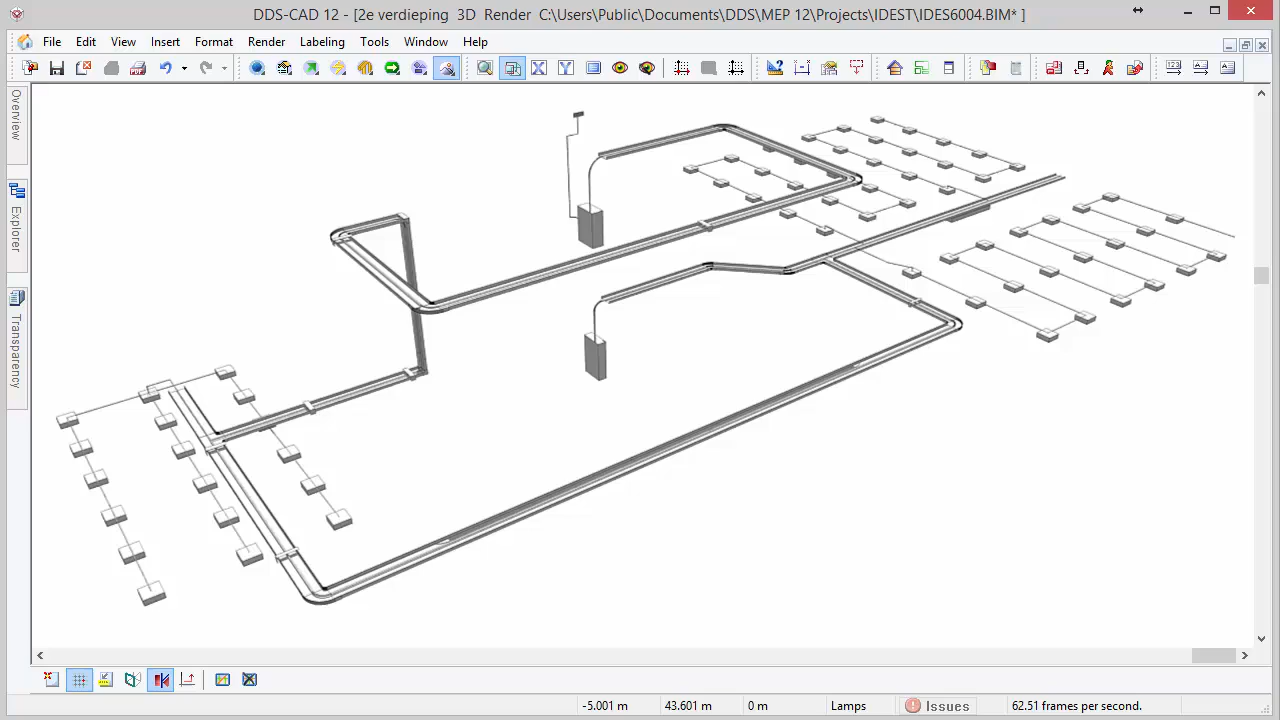 DDS-CAD 12 - [2e verdieping 3D Render C:\Users\Public\Documents\DDS\MEP 12\Projects\IDEST\IDES6004.BIM* ]
File Edit View Insert Format Render Labeling Tools Window Help
Overview
Explorer
Transparency
-5.001 m 43.601 m 0 m Lamps Issues 62.51 frames per second.